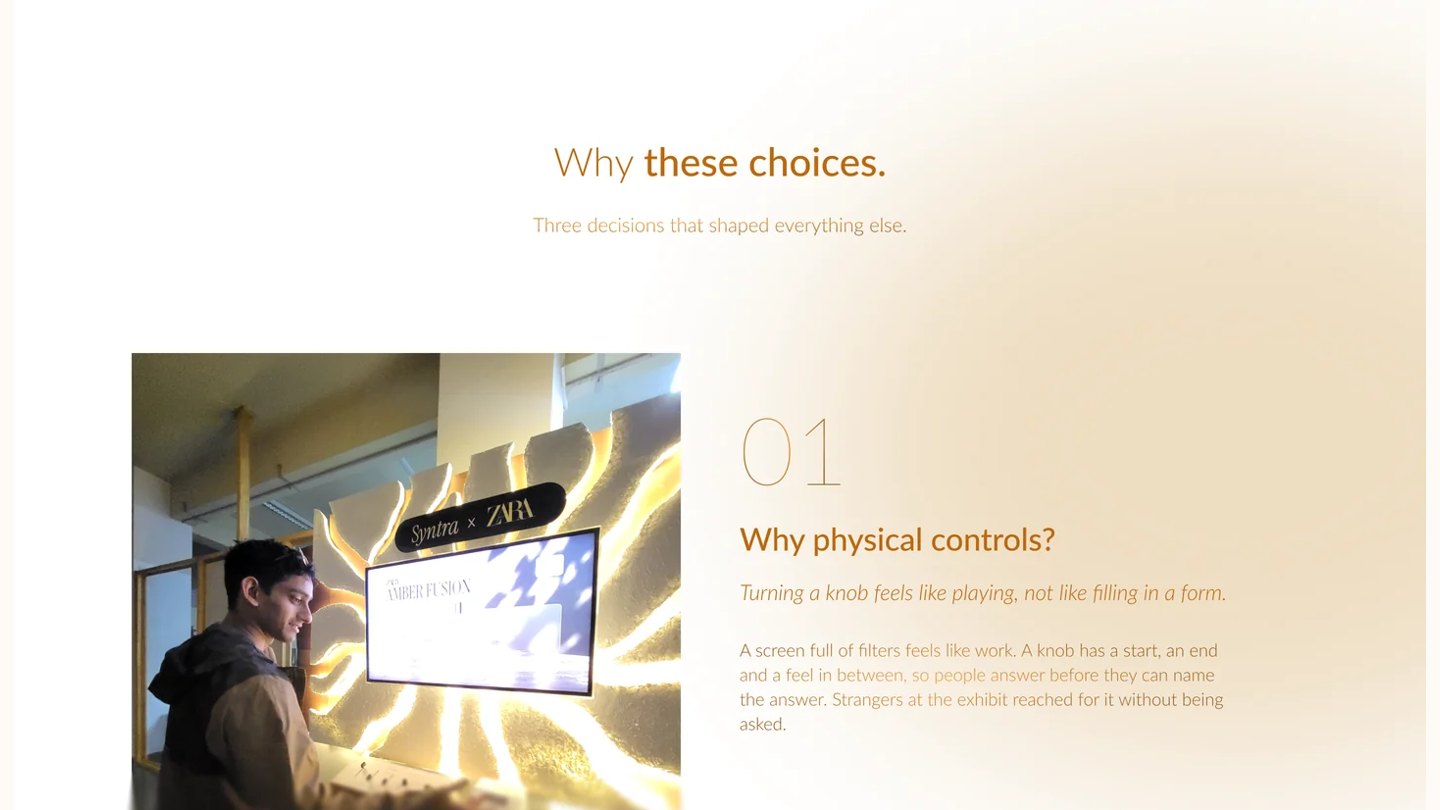 Why these choices.
Three decisions that shaped everything else.
Syntra x ZARA
AMBER FUSION
01
Why physical controls?
Turning a knob feels like playing, not like filling in a form.
A screen full of filters feels like work. A knob has a start, an end
and a feel in between, so people answer before they can name
the answer. Strangers at the exhibit reached for it without being
asked.